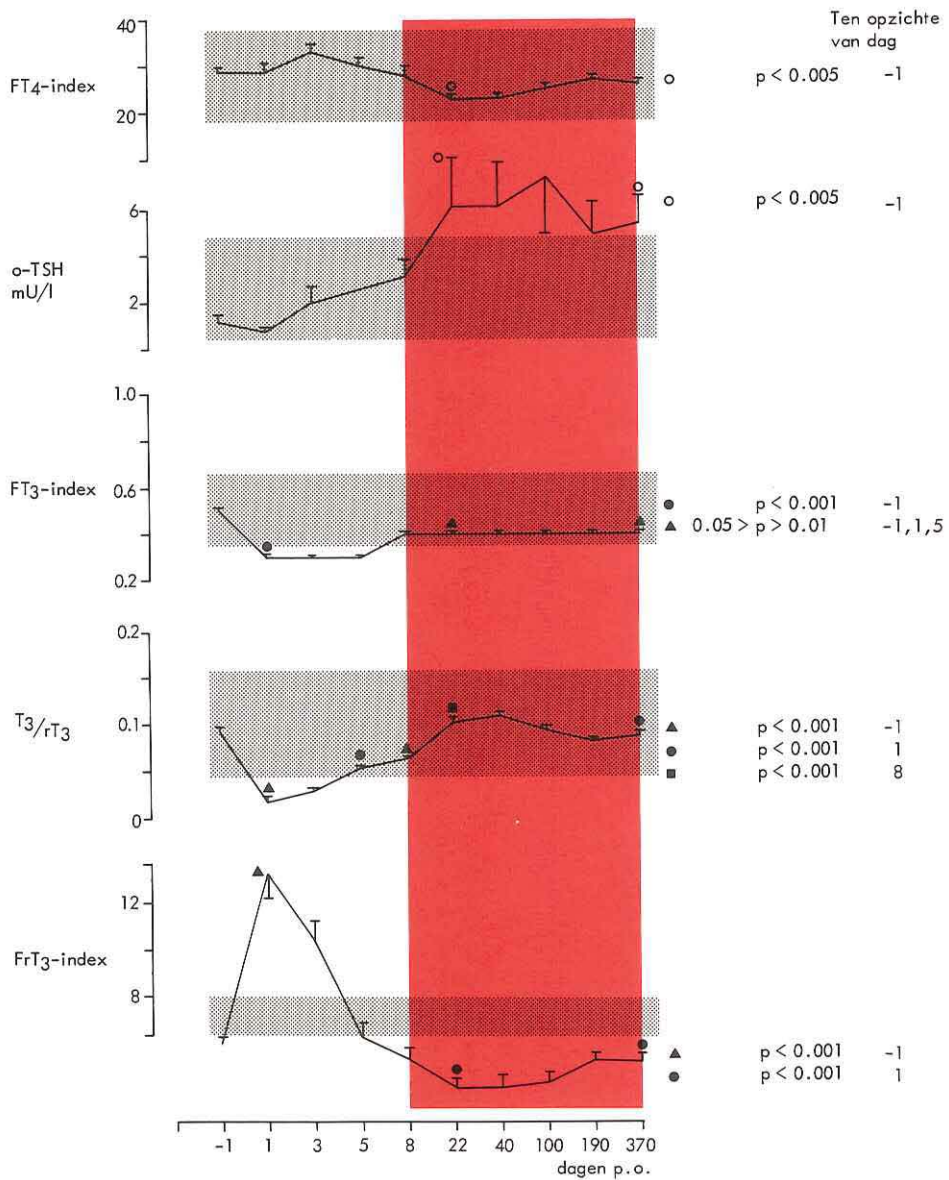 Ten opzichte
van dag
40
20
FT4-index
○ p < 0.005 -1
6
2
o-TSH
mU/l
○ p < 0.005 -1
1.0
0.6
0.2
FT3-index
● p < 0.001 -1
▲ 0.05 > p > 0.01 -1,1,5
0.2
0.1
0
T3/rT3
▲ p < 0.001 -1
● p < 0.001 1
■ p < 0.001 8
12
8
FrT3-index
▲ p < 0.001 -1
● p < 0.001 1
-1 1 3 5 8 22 40 100 190 370
dagen p.o.